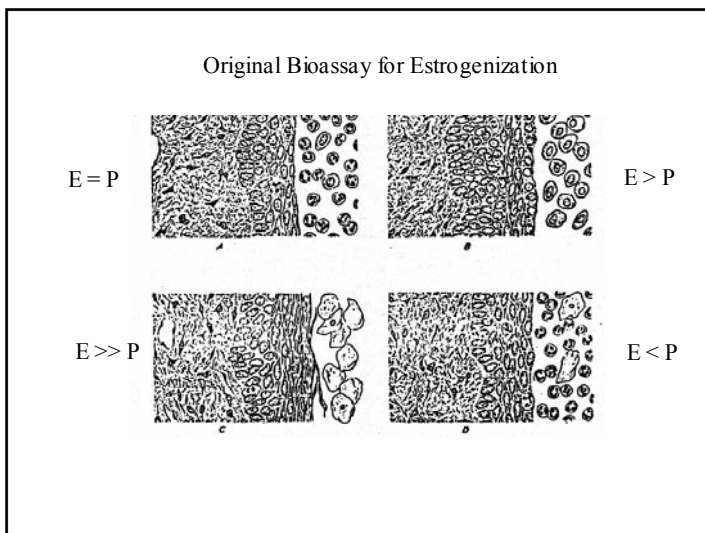 Original Bioassay for Estrogenization
E = P
E > P
A
B
E >> P
E < P
C
D